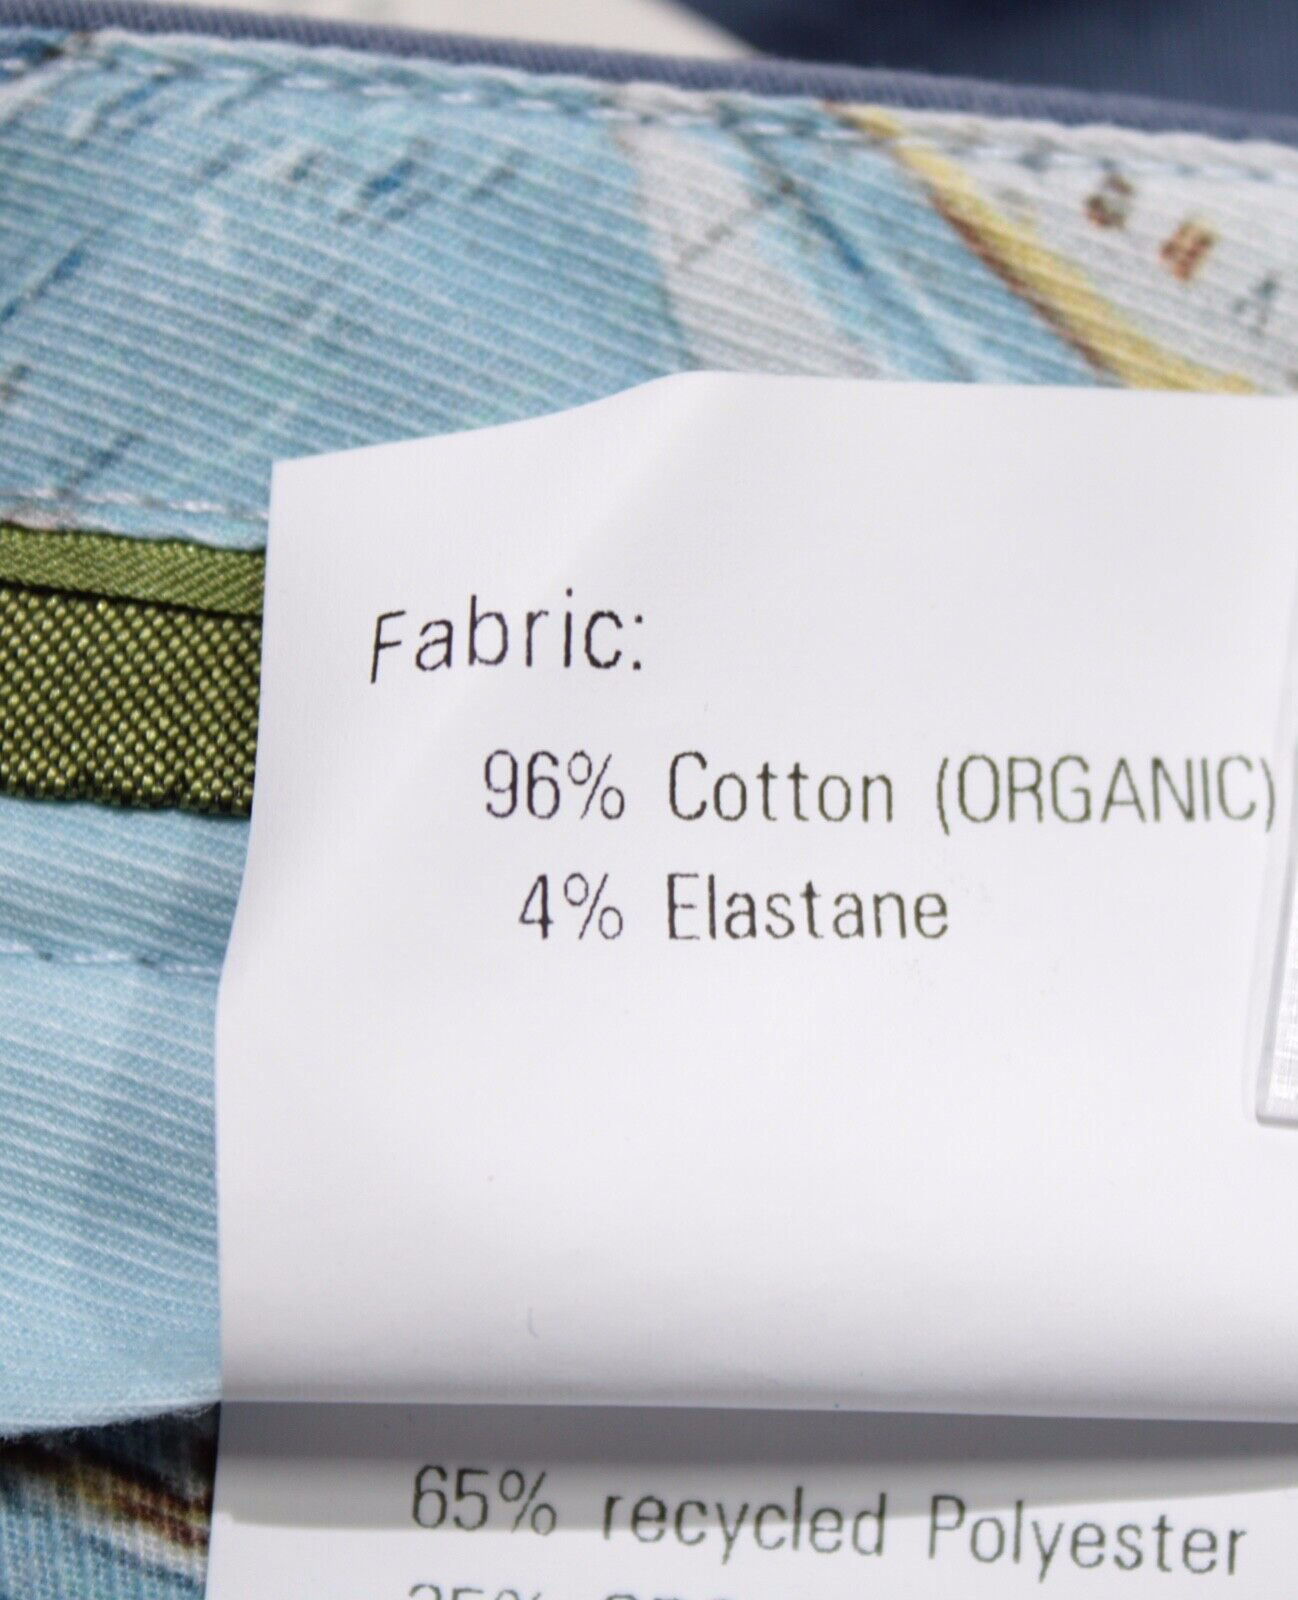 Fabric:
96% Cotton (ORGANIC)
4% Elastane
65% recycled Polyester